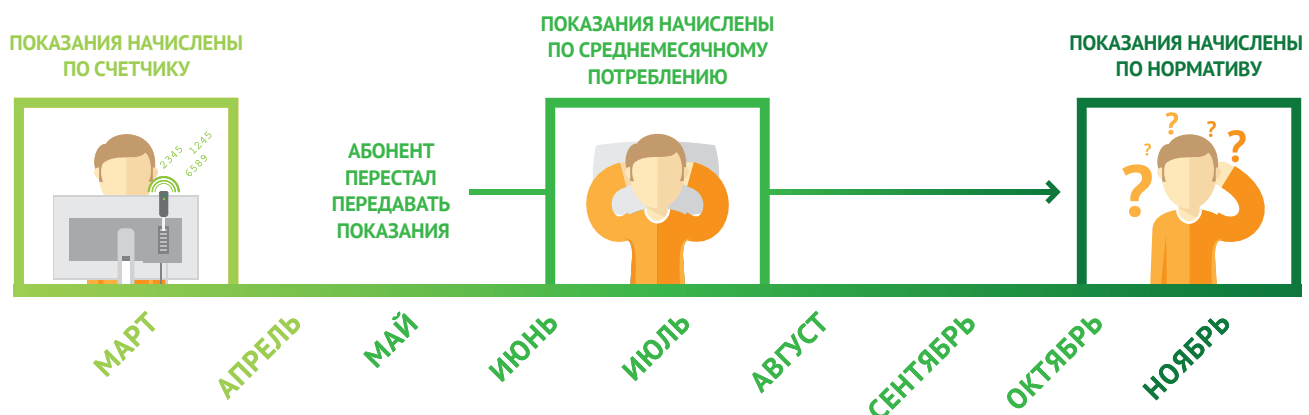 ПОКАЗАНИЯ НАЧИСЛЕНЫ
ПО СЧЕТЧИКУ
2345 1245
6589
АБОНЕНТ
ПЕРЕСТАЛ
ПЕРЕДАВАТЬ
ПОКАЗАНИЯ
ПОКАЗАНИЯ НАЧИСЛЕНЫ
ПО СРЕДНЕМЕСЯЧНОМУ
ПОТРЕБЛЕНИЮ
ПОКАЗАНИЯ НАЧИСЛЕНЫ
ПО НОРМАТИВУ
? ? ? ? ?
МАРТ
АПРЕЛЬ
МАЙ
ИЮНЬ
ИЮЛЬ
АВГУСТ
СЕНТЯБРЬ
ОКТЯБРЬ
НОЯБРЬ